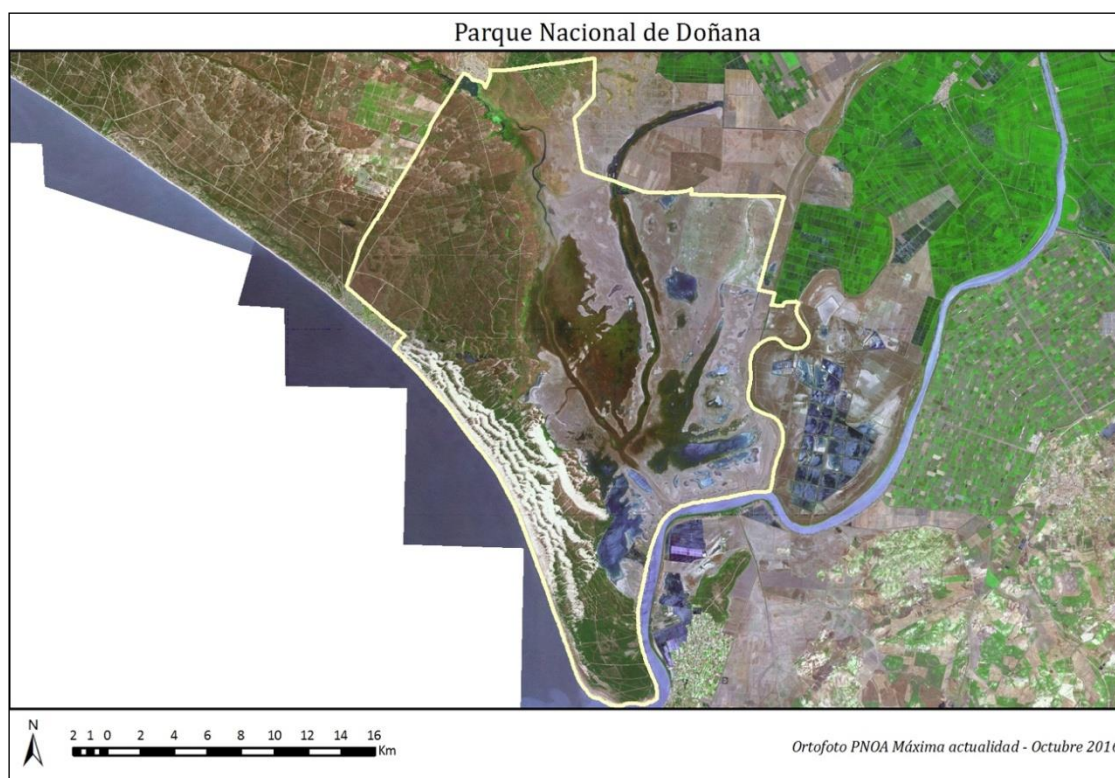 Parque Nacional de Doñana
N
2 1 0 2 4 6 8 10 12 14 16
Km
Ortofoto PNOA Máxima actualidad - Octubre 2016